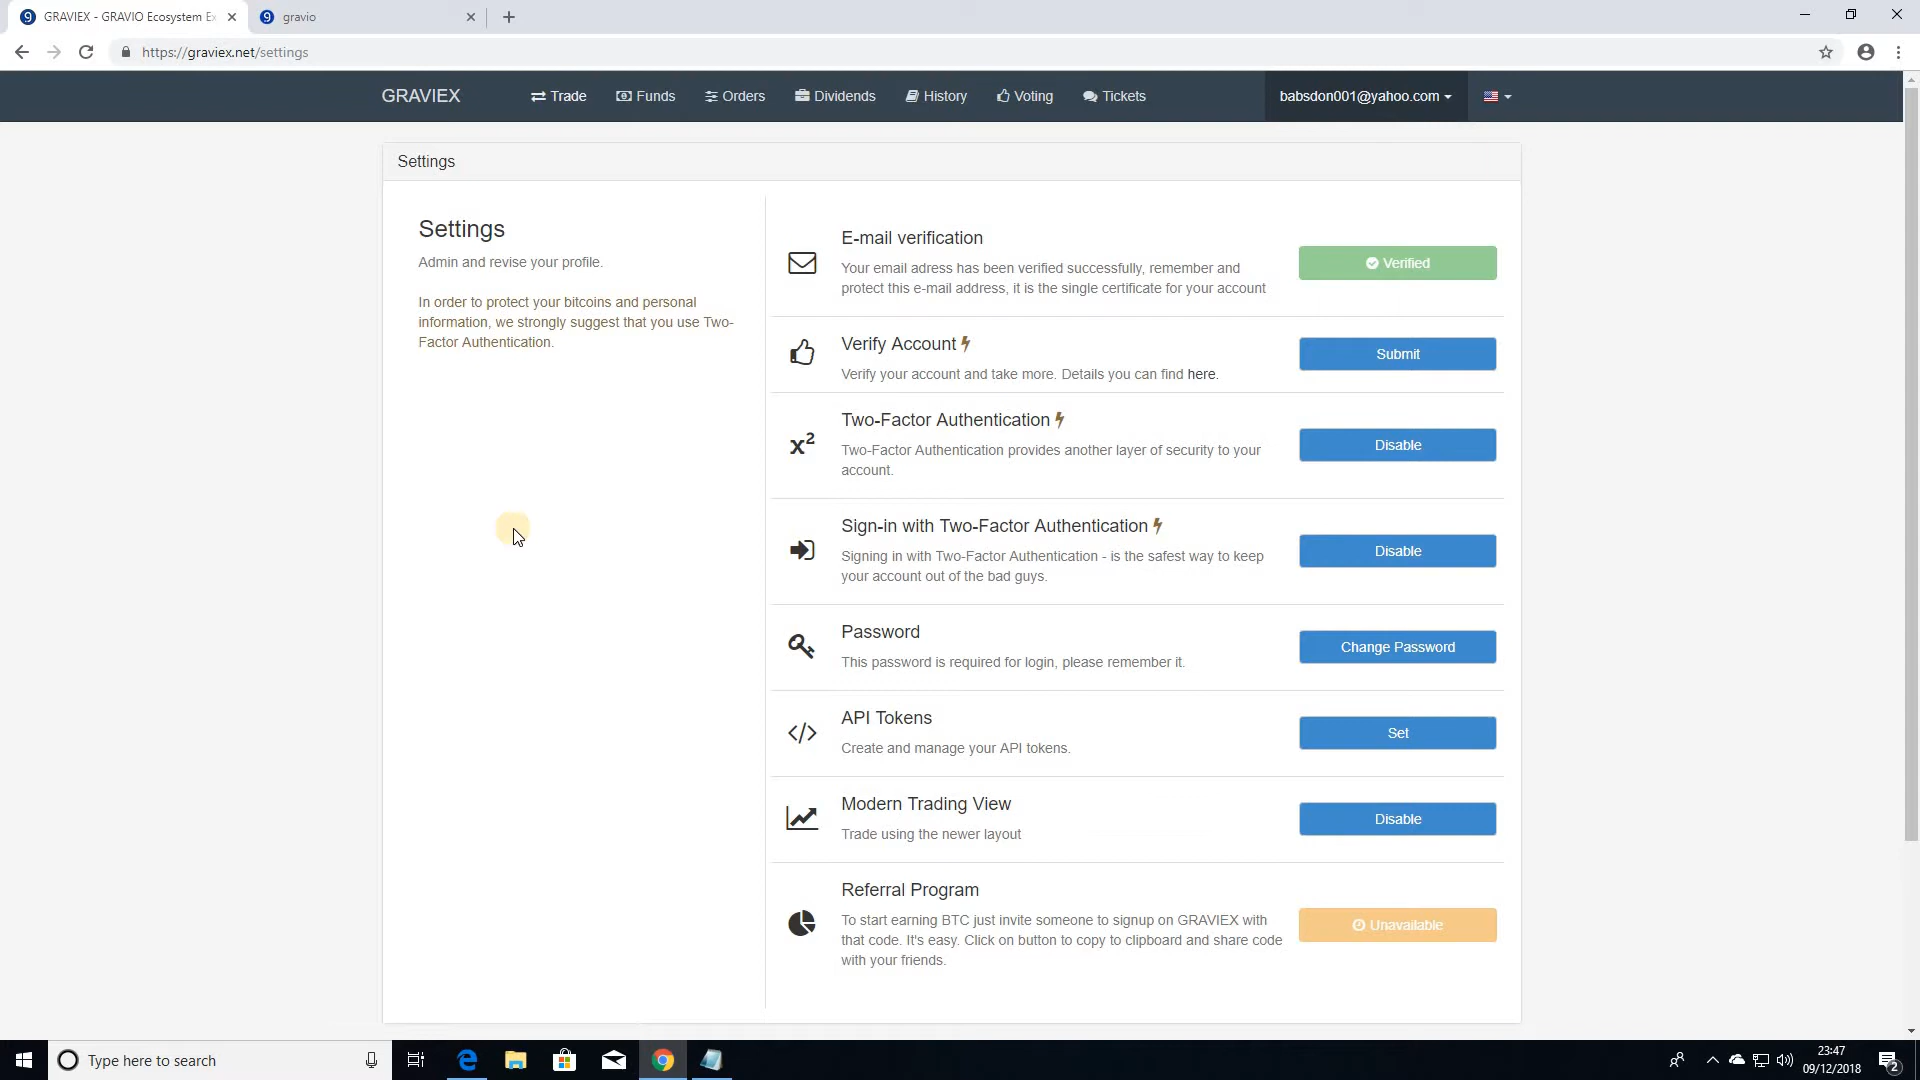 GRAVIEX - GRAVIO Ecosystem Ex
gravio
https://graviex.net/settings
GRAVIEX
Trade
Funds
Orders
Dividends
History
Voting
Tickets
babsdon001@yahoo.com
Settings
Settings
Admin and revise your profile.
In order to protect your bitcoins and personal
information, we strongly suggest that you use Two-
Factor Authentication.
E-mail verification
Your email adress has been verified successfully, remember and
protect this e-mail address, it is the single certificate for your account
Verified
Verify Account
Verify your account and take more. Details you can find here.
Submit
Two-Factor Authentication
x2
Two-Factor Authentication provides another layer of security to your
account.
Disable
Sign-in with Two-Factor Authentication
Signing in with Two-Factor Authentication - is the safest way to keep
your account out of the bad guys.
Disable
Password
This password is required for login, please remember it.
Change Password
API Tokens
Create and manage your API tokens.
Set
Modern Trading View
Trade using the newer layout
Disable
Referral Program
To start earning BTC just invite someone to signup on GRAVIEX with
that code. It's easy. Click on button to copy to clipboard and share code
with your friends.
Unavailable
Type here to search
23:47
09/12/2018
2